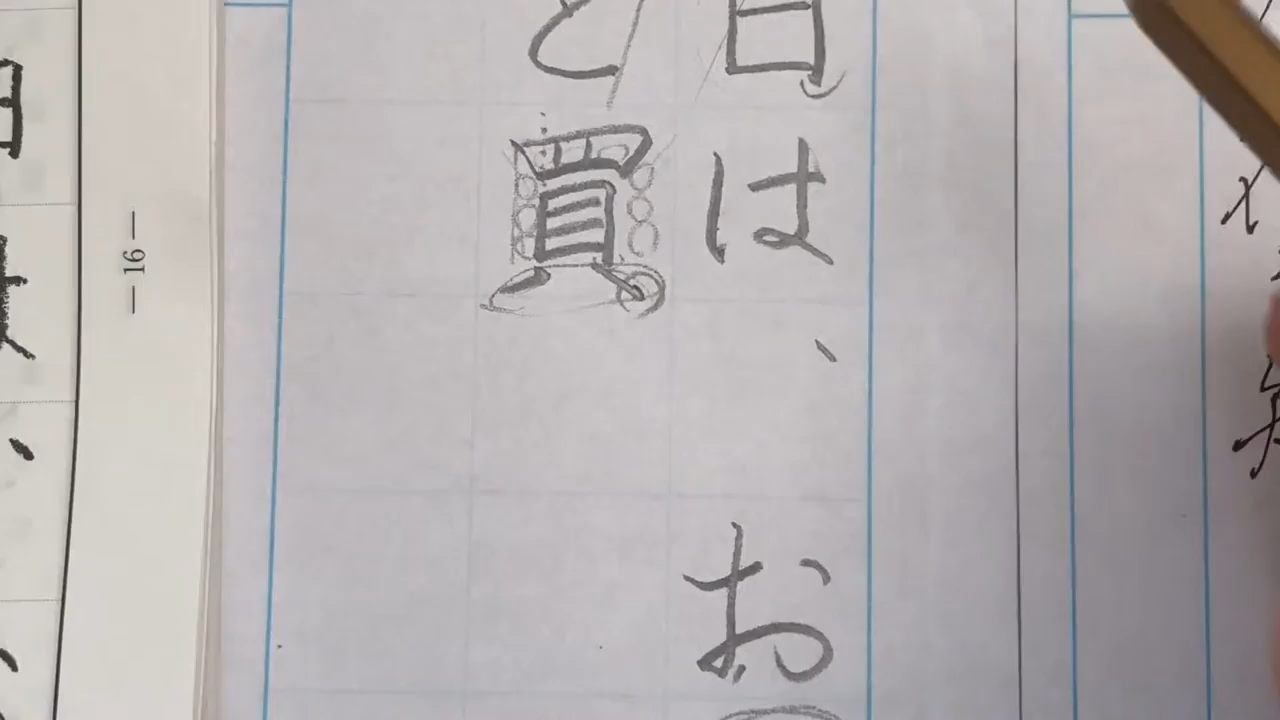 日は、お
と買
— 16 —